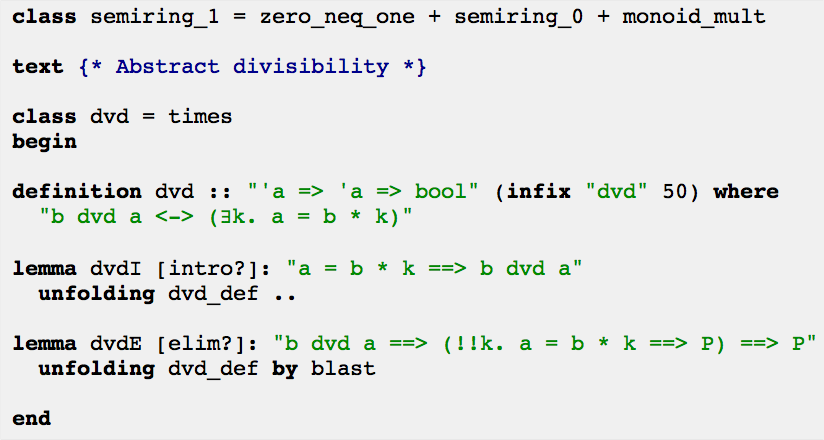 class semiring_1 = zero_neq_one + semiring_0 + monoid_mult
text {* Abstract divisibility *}
class dvd = times
begin
definition dvd :: "'a => 'a => bool" (infix "dvd" 50) where
"b dvd a <-> (∃k. a = b * k)"
lemma dvdI [intro?]: "a = b * k ==> b dvd a"
unfolding dvd_def ..
lemma dvdE [elim?]: "b dvd a ==> (!!k. a = b * k ==> P) ==> P"
unfolding dvd_def by blast
end